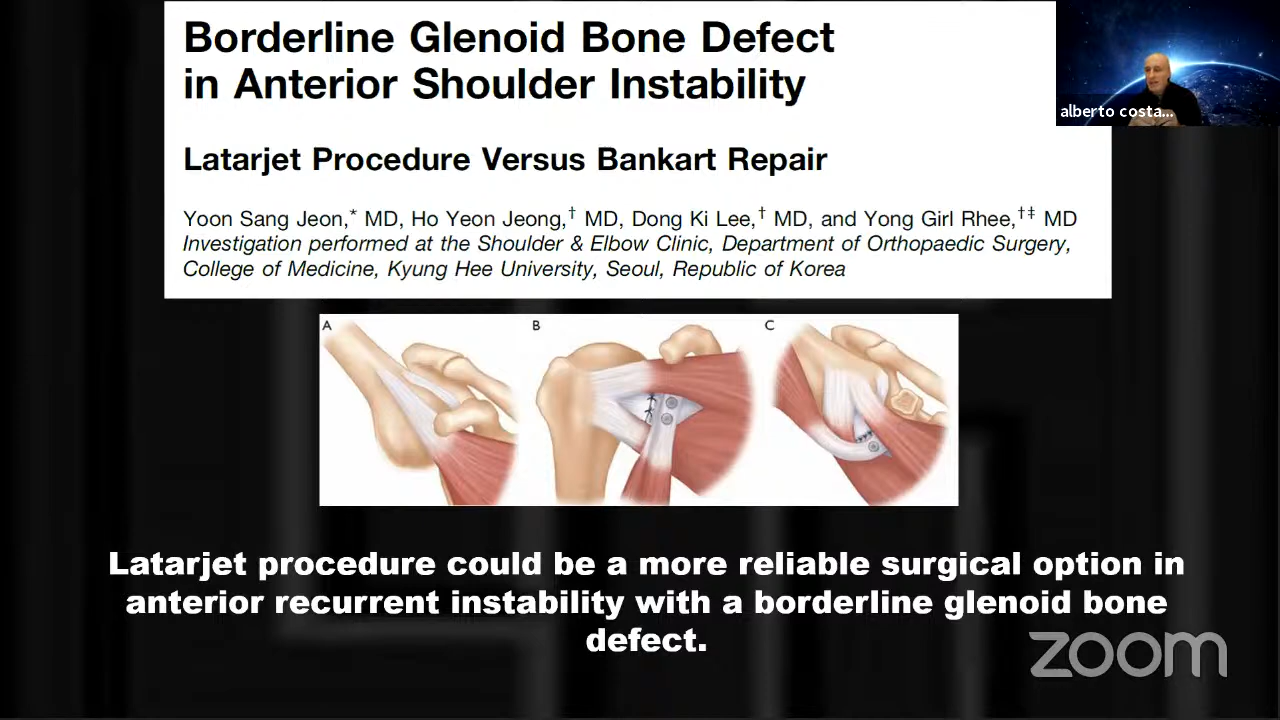 Borderline Glenoid Bone Defect
in Anterior Shoulder Instability
alberto costa...
Latarjet Procedure Versus Bankart Repair
Yoon Sang Jeon,* MD, Ho Yeon Jeong,† MD, Dong Ki Lee,† MD, and Yong Girl Rhee,†‡ MD
Investigation performed at the Shoulder & Elbow Clinic, Department of Orthopaedic Surgery,
College of Medicine, Kyung Hee University, Seoul, Republic of Korea
A B C
Latarjet procedure could be a more reliable surgical option in
anterior recurrent instability with a borderline glenoid bone
defect.
zoom